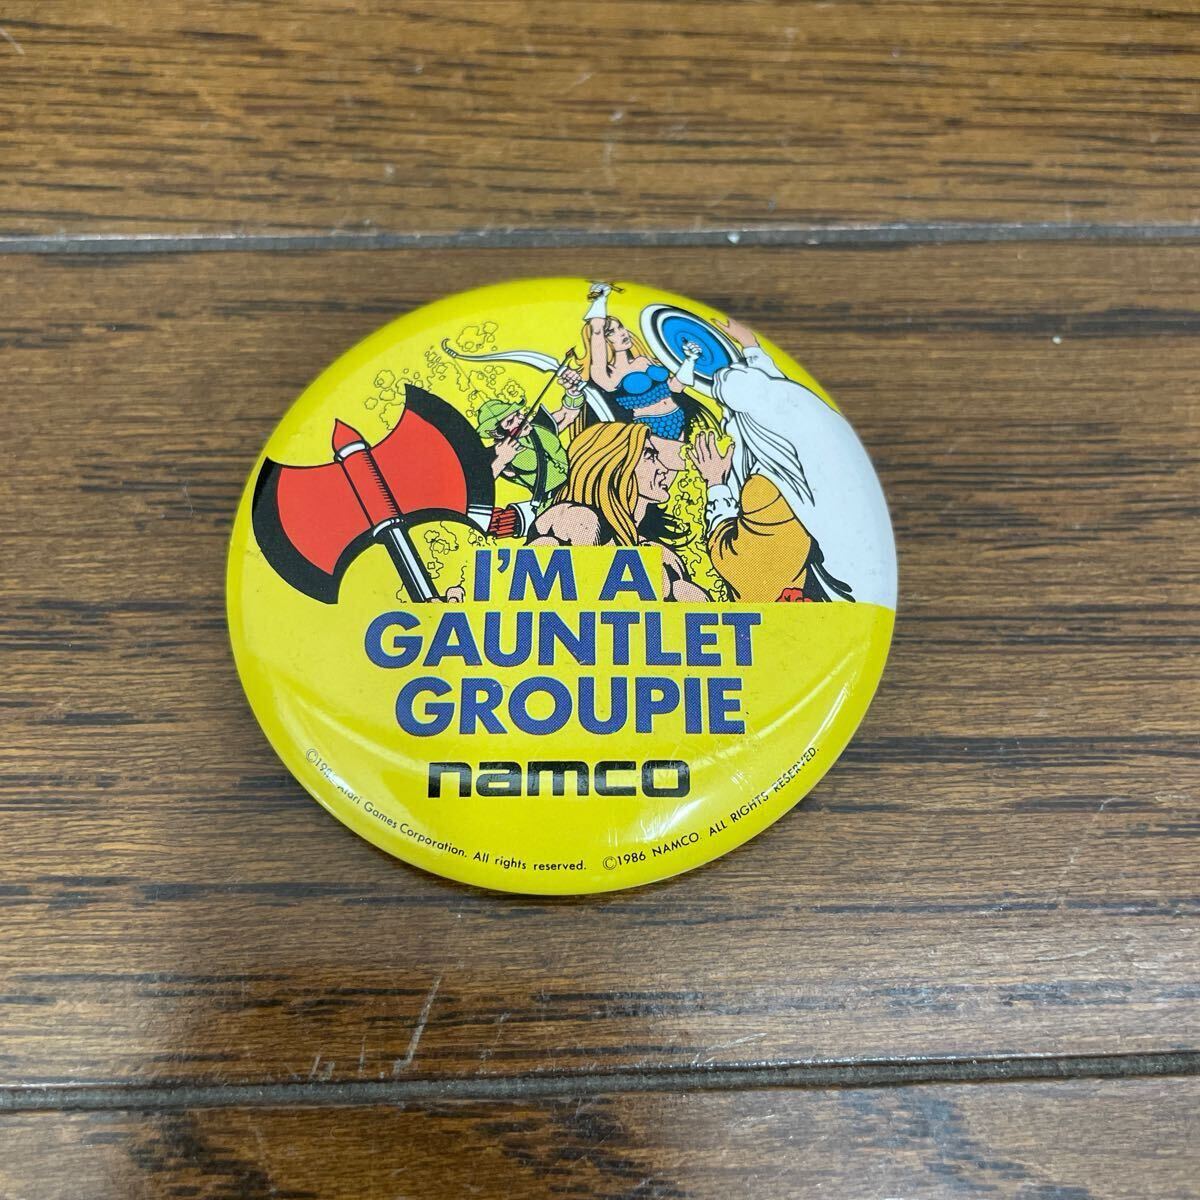 I'M A
GAUNTLET
GROUPIE
namco
Atari Games Corporation. All rights reserved. ©1986 NAMCO. ALL RIGHTS RESERVED.